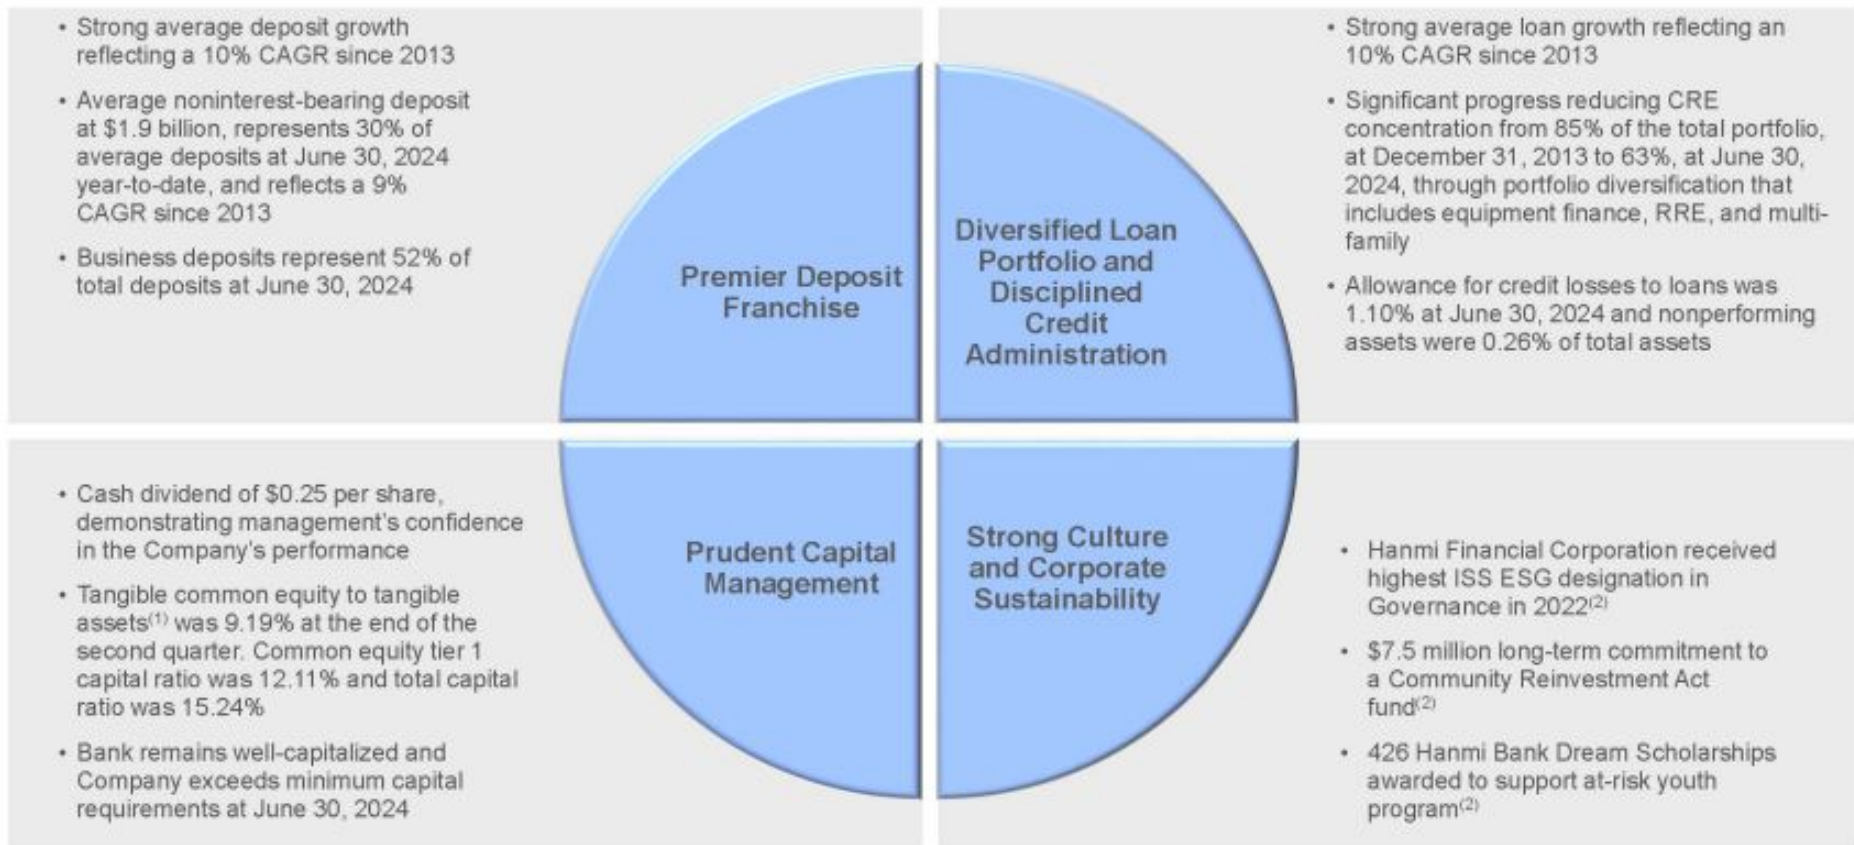 • Strong average deposit growth
reflecting a 10% CAGR since 2013
• Average noninterest-bearing deposit
at $1.9 billion, represents 30% of
average deposits at June 30, 2024
year-to-date, and reflects a 9%
CAGR since 2013
• Business deposits represent 52% of
total deposits at June 30, 2024
Premier Deposit
Franchise
Diversified Loan
Portfolio and
Disciplined
Credit
Administration
• Strong average loan growth reflecting an
10% CAGR since 2013
• Significant progress reducing CRE
concentration from 85% of the total portfolio,
at December 31, 2013 to 63%, at June 30,
2024, through portfolio diversification that
includes equipment finance, RRE, and multi-
family
• Allowance for credit losses to loans was
1.10% at June 30, 2024 and nonperforming
assets were 0.26% of total assets
• Cash dividend of $0.25 per share,
demonstrating management's confidence
in the Company's performance
• Tangible common equity to tangible
assets(1) was 9.19% at the end of the
second quarter. Common equity tier 1
capital ratio was 12.11% and total capital
ratio was 15.24%
• Bank remains well-capitalized and
Company exceeds minimum capital
requirements at June 30, 2024
Prudent Capital
Management
Strong Culture
and Corporate
Sustainability
• Hanmi Financial Corporation received
highest ISS ESG designation in
Governance in 2022(2)
• $7.5 million long-term commitment to
a Community Reinvestment Act
fund(2)
• 426 Hanmi Bank Dream Scholarships
awarded to support at-risk youth
program(2)